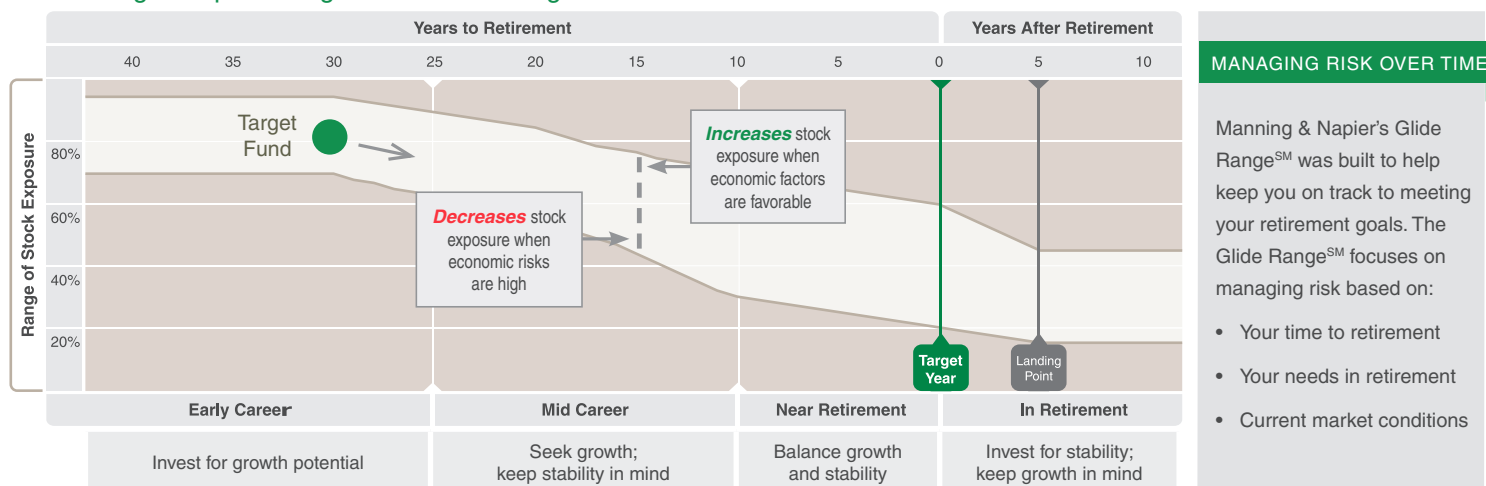 Years to Retirement
Years After Retirement
40 35 30 25 20 15 10 5 0 5 10
Range of Stock Exposure
80%
60%
40%
20%
Target
Fund
Decreases stock
exposure when
economic risks
are high
Increases stock
exposure when
economic factors
are favorable
Target
Year
Landing
Point
Early Career
Mid Career
Near Retirement
In Retirement
Invest for growth potential
Seek growth;
keep stability in mind
Balance growth
and stability
Invest for stability;
keep growth in mind
MANAGING RISK OVER TIME
Manning & Napier’s Glide
Range℠ was built to help
keep you on track to meeting
your retirement goals. The
Glide Range℠ focuses on
managing risk based on:
• Your time to retirement
• Your needs in retirement
• Current market conditions